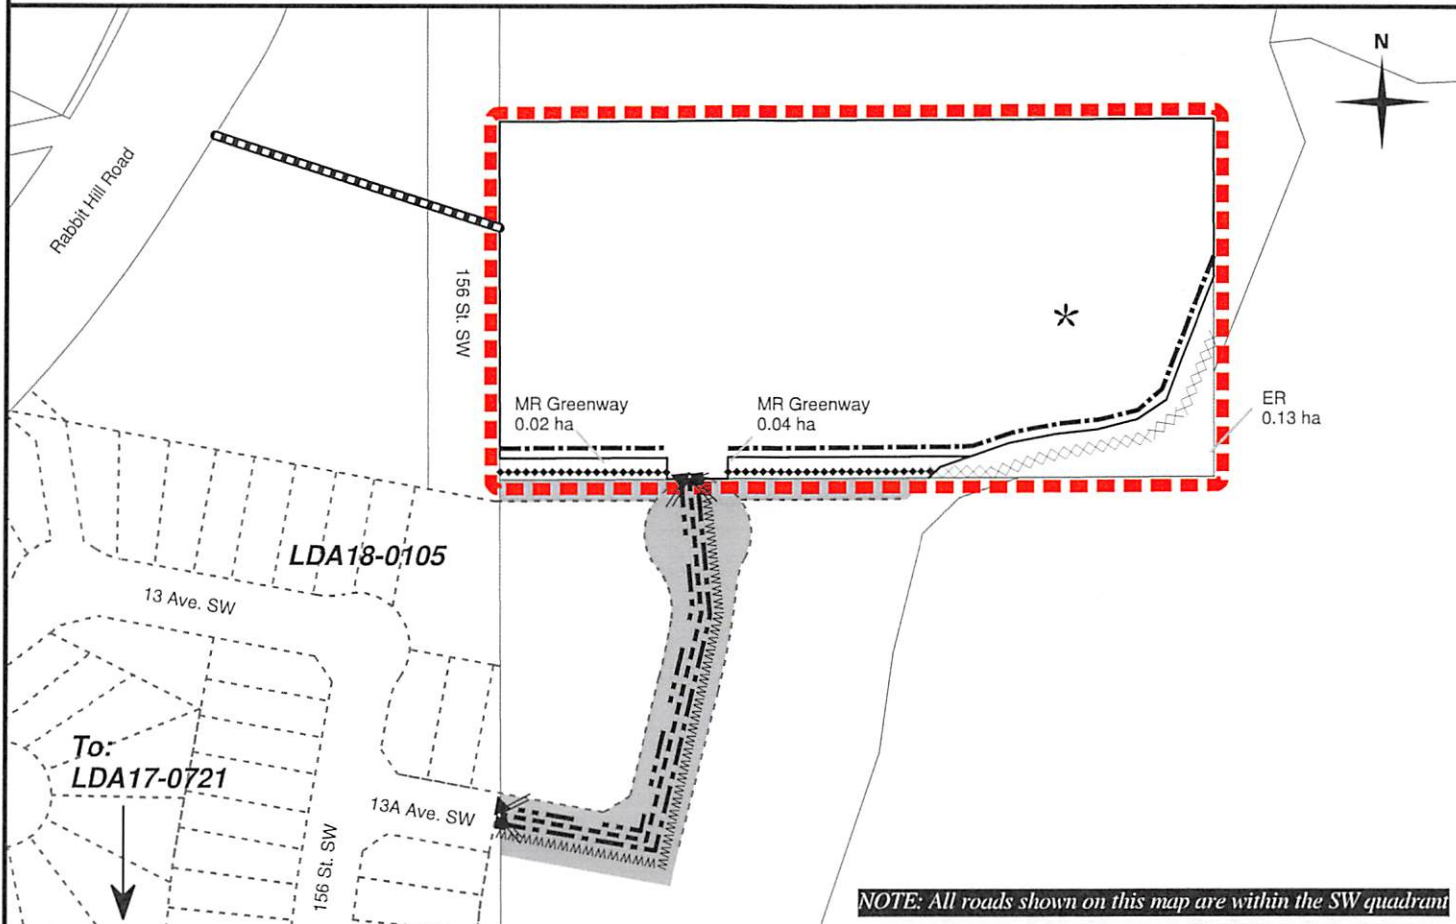 N
Rabbit Hill Road
156 St. SW
MR Greenway
0.02 ha
MR Greenway
0.04 ha
ER
0.13 ha
LDA18-0105
13 Ave. SW
To:
LDA17-0721
13A Ave. SW
156 St. SW
NOTE: All roads shown on this map are within the SW quadrant